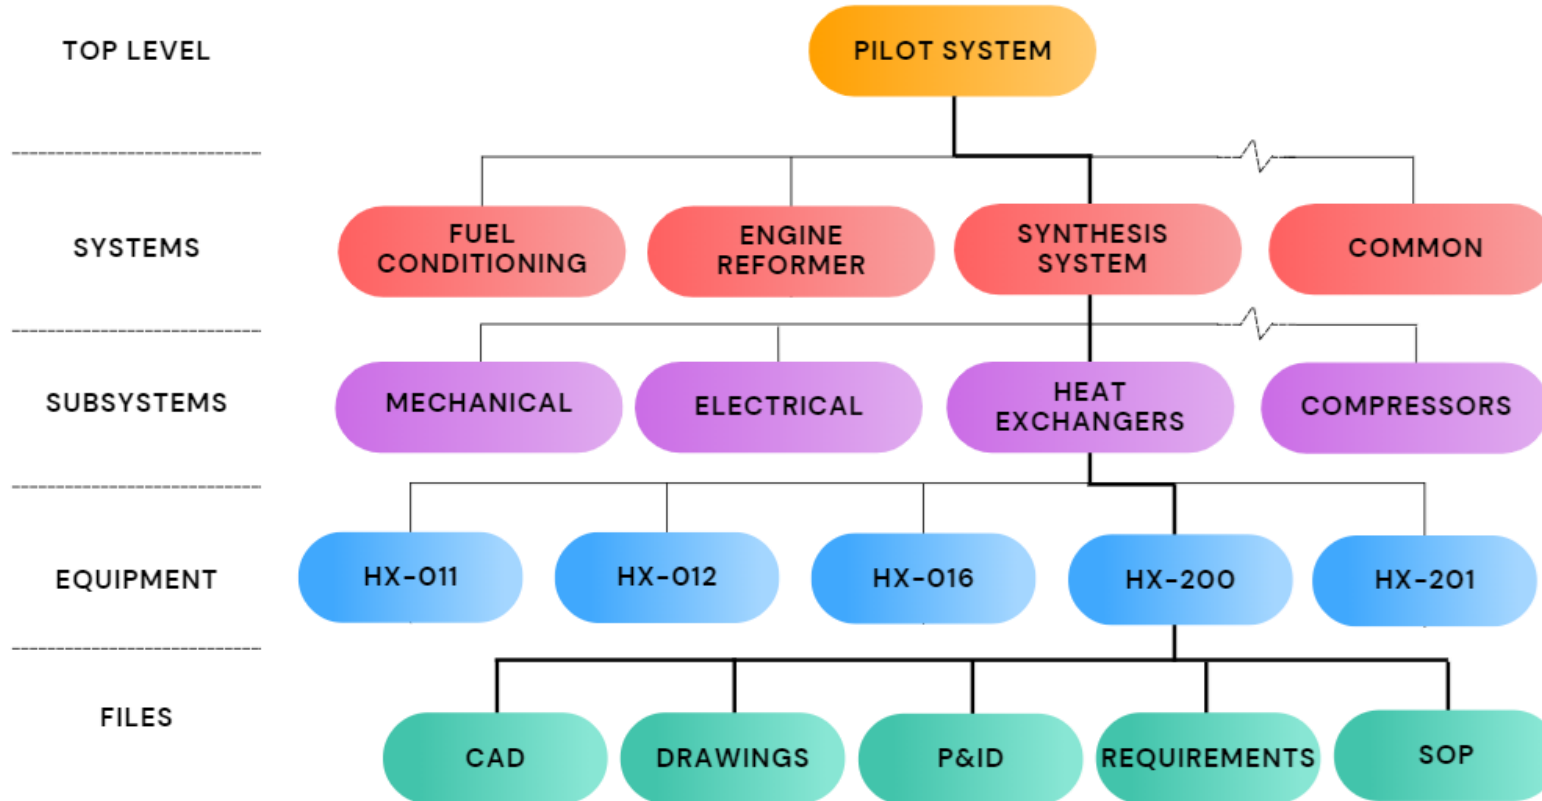 TOP LEVEL
PILOT SYSTEM
SYSTEMS
FUEL
CONDITIONING
ENGINE
REFORMER
SYNTHESIS
SYSTEM
COMMON
SUBSYSTEMS
MECHANICAL
ELECTRICAL
HEAT
EXCHANGERS
COMPRESSORS
EQUIPMENT
HX-011
HX-012
HX-016
HX-200
HX-201
FILES
CAD
DRAWINGS
P&ID
REQUIREMENTS
SOP